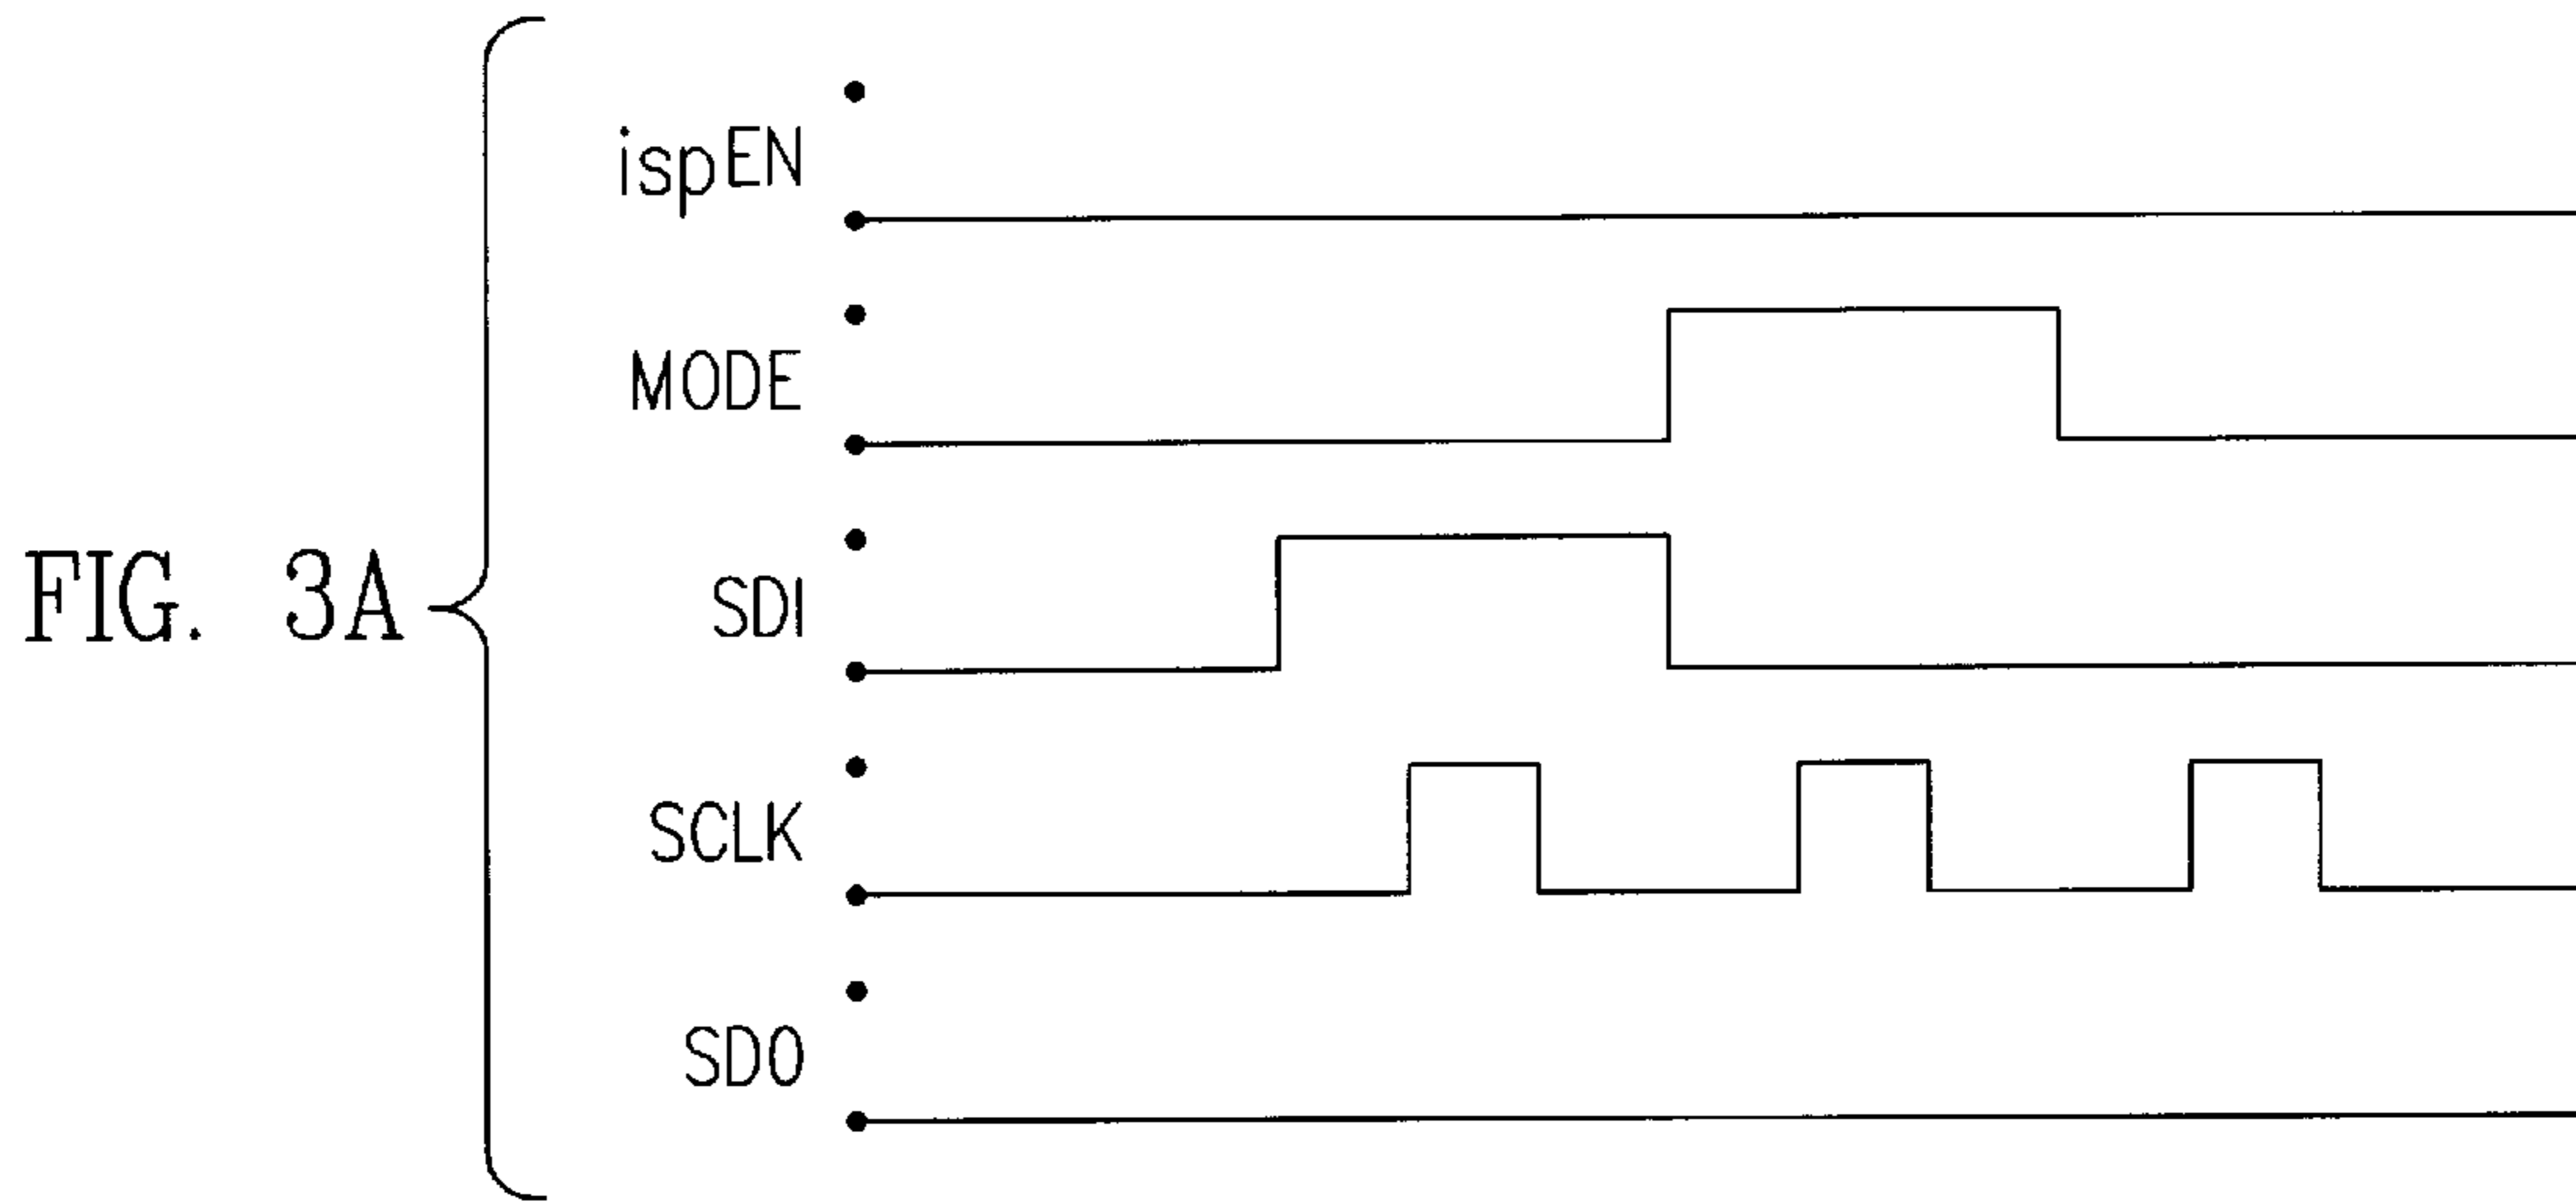 ispEN
MODE
FIG. 3A
SDI
SCLK
SDO